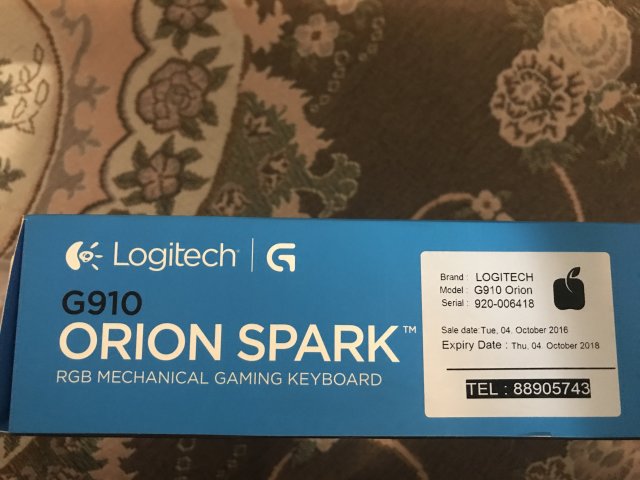 Logitech | G
G910
ORION SPARK™
RGB MECHANICAL GAMING KEYBOARD
Brand : LOGITECH
Model : G910 Orion
Serial : 920-006418
Sale date: Tue, 04. October 2016
Expiry Date : Thu, 04. October 2018
TEL : 88905743